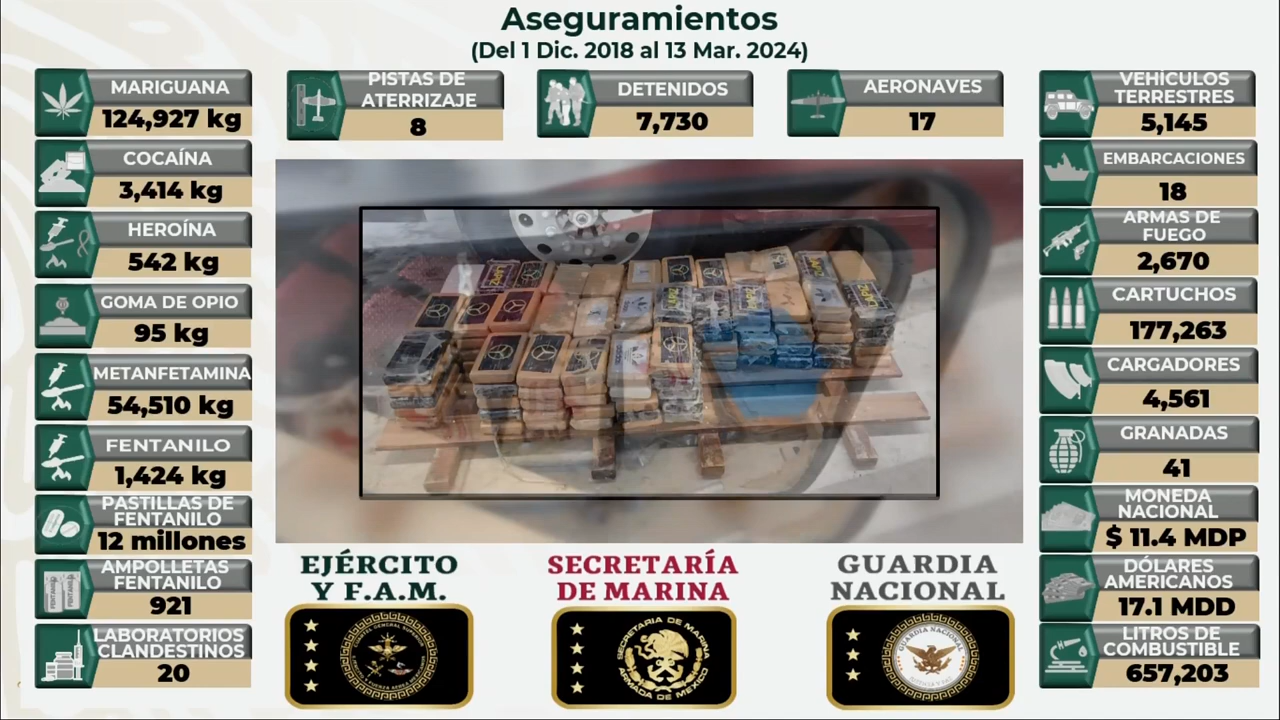 Aseguramientos
(Del 1 Dic. 2018 al 13 Mar. 2024)
MARIGUANA
124,927 kg
COCAÍNA
3,414 kg
HEROÍNA
542 kg
GOMA DE OPIO
95 kg
METANFETAMINA
54,510 kg
FENTANILO
1,424 kg
PASTILLAS DE
FENTANILO
12 millones
AMPOLLETAS
FENTANILO
921
LABORATORIOS
CLANDESTINOS
20
PISTAS DE
ATERRIZAJE
8
DETENIDOS
7,730
AERONAVES
17
VEHÍCULOS
TERRESTRES
5,145
EMBARCACIONES
18
ARMAS DE
FUEGO
2,670
CARTUCHOS
177,263
CARGADORES
4,561
GRANADAS
41
MONEDA
NACIONAL
$ 11.4 MDP
DÓLARES
AMERICANOS
17.1 MDD
LITROS DE
COMBUSTIBLE
657,203
EJÉRCITO
Y F.A.M.
SECRETARÍA
DE MARINA
SECRETARIA DE MARINA
ARMADA DE MEXICO
GUARDIA
NACIONAL
GUARDIA NACIONAL